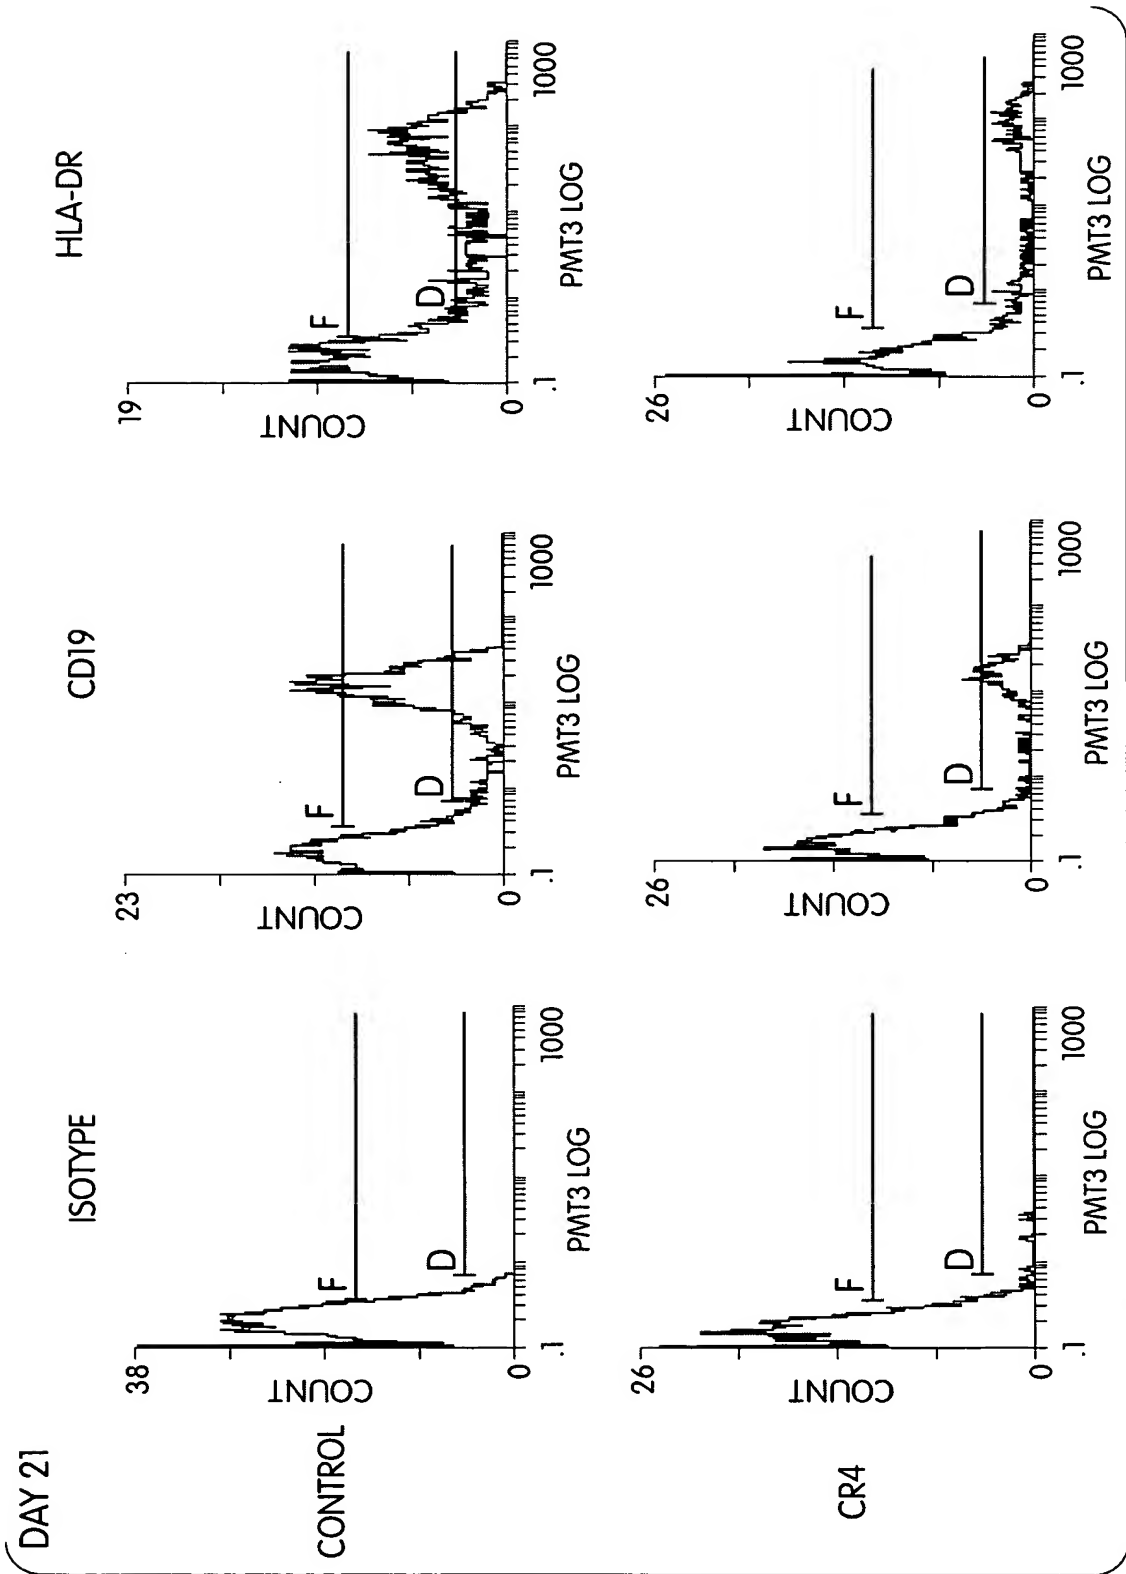 DAY 21
ISOTYPE
CD19
HLA-DR
CONTROL
38
COUNT
0
F
D
.1
1000
PMT3 LOG
23
COUNT
0
F
D
.1
1000
PMT3 LOG
19
COUNT
0
F
D
.1
1000
PMT3 LOG
CR4
26
COUNT
0
F
D
.1
1000
PMT3 LOG
26
COUNT
0
F
D
.1
1000
PMT3 LOG
26
COUNT
0
F
D
.1
1000
PMT3 LOG